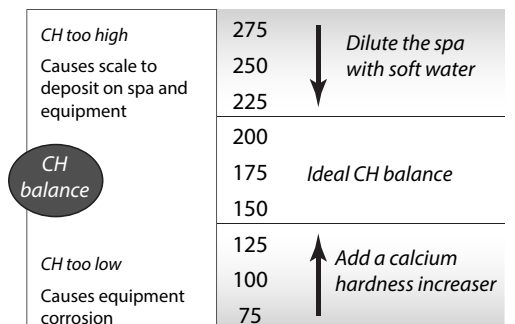 CH too high
Causes scale to
deposit on spa and
equipment
CH
balance
CH too low
Causes equipment
corrosion
275
250
225
200
175
150
125
100
75
Dilute the spa
with soft water
Ideal CH balance
Add a calcium
hardness increaser